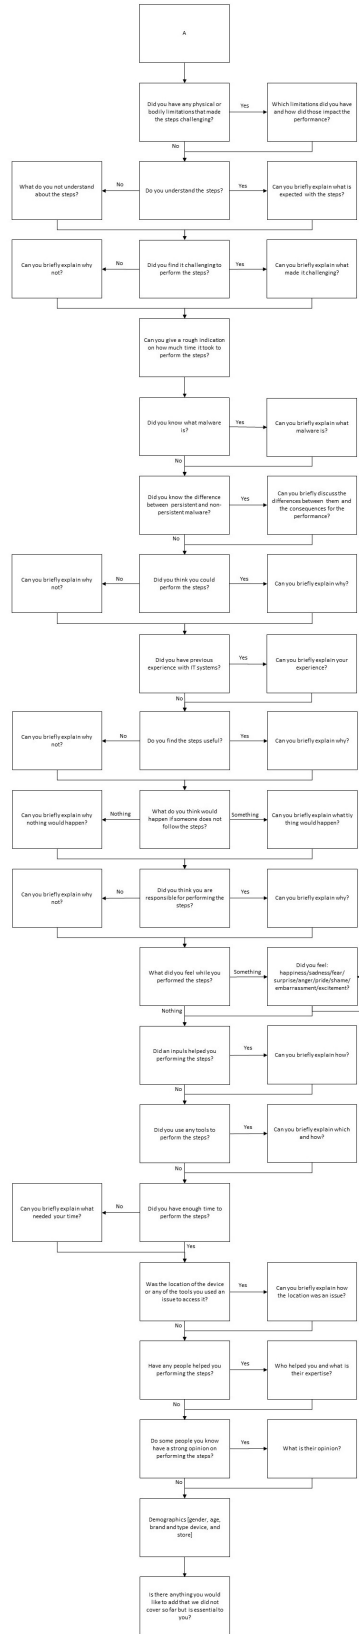 A
Did you have any physical or
bodily limitations that made
the steps challenging?
Yes
Which limitations did you have
and how did those impact the
performance?
No
What do you not understand
about the steps?
No
Do you understand the steps?
Yes
Can you briefly explain what is
expected with the steps?
Can you briefly explain why
not?
No
Did you find it challenging to
perform the steps?
Yes
Can you briefly explain what
made it challenging?
Can you give a rough indication
on how much time it took to
perform the steps?
Did you know what malware
is?
Yes
Can you briefly explain what
malware is?
No
Did you know the difference
between persistent and non-
persistent malware?
Yes
Can you briefly discuss the
differences between them and
the consequences for the
performance?
No
Can you briefly explain why
not?
No
Did you think you could
perform the steps?
Yes
Can you briefly explain why?
Did you have previous
experience with IT systems?
Yes
Can you briefly explain your
experience?
No
Can you briefly explain why
not?
No
Do you find the steps useful?
Yes
Can you briefly explain why?
Can you briefly explain why
nothing would happen?
Nothing
What do you think would
happen if someone does not
follow the steps?
Something
Can you briefly explain whattiy
thing would happen?
Can you briefly explain why
not?
No
Did you think you are
responsible for performing the
steps?
Yes
Can you briefly explain why?
What did you feel while you
performed the steps?
Something
Did you feel:
happiness/sadness/fear/
surprise/anger/pride/shame/
embarrassment/excitement?
Nothing
Did an inpuls helped you
performing the steps?
Yes
Can you briefly explain how?
No
Did you use any tools to
perform the steps?
Yes
Can you briefly explain which
and how?
No
Can you briefly explain what
needed your time?
No
Did you have enough time to
perform the steps?
Yes
Was the location of the device
or any of the tools you used an
issue to access it?
Yes
Can you briefly explain how
the location was an issue?
No
Have any people helped you
performing the steps?
Yes
Who helped you and what is
their expertise?
No
Do some people you know
have a strong opinion on
performing the steps?
Yes
What is their opinion?
No
Demographics [gender, age,
brand and type device, and
store]
Is there anything you would
like to add that we did not
cover so far but is essential to
you?